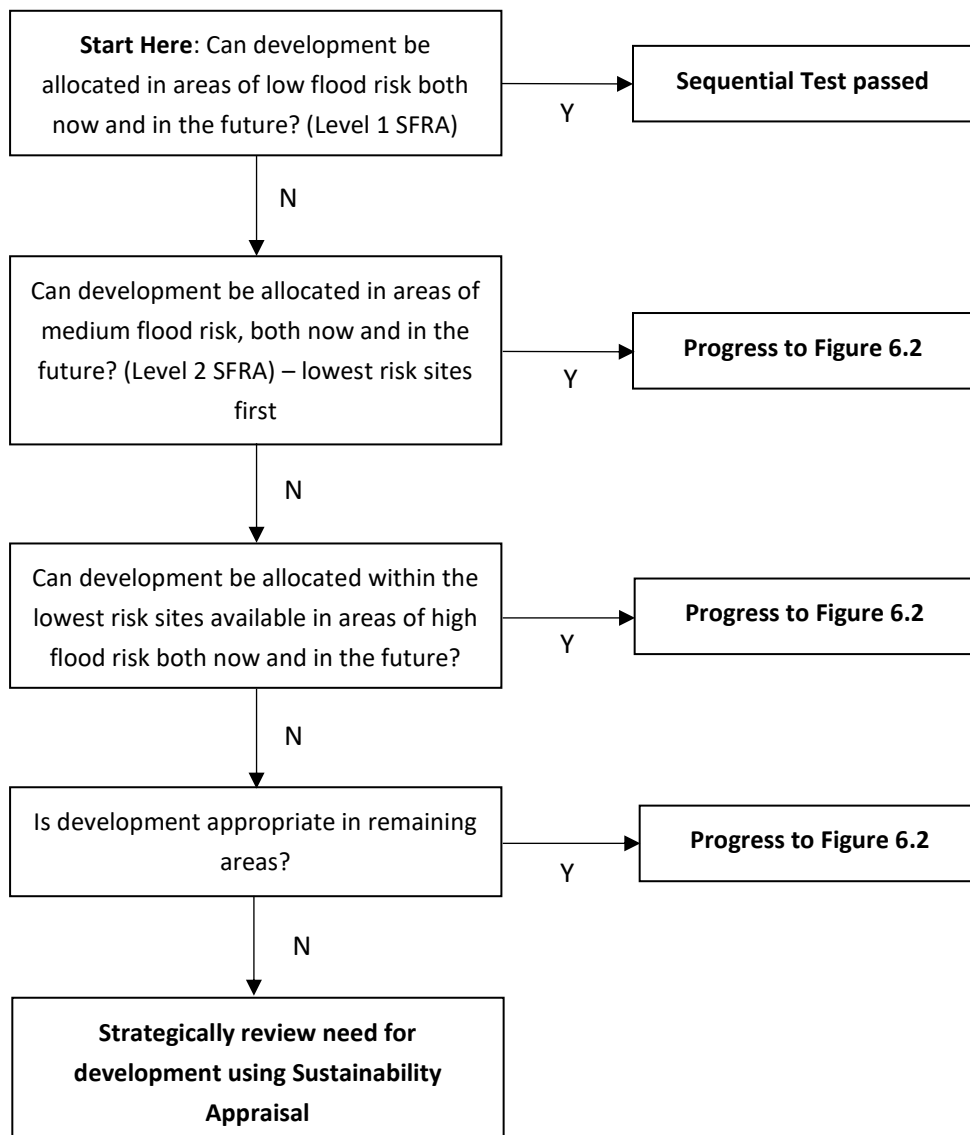 Start Here: Can development be
allocated in areas of low flood risk both
now and in the future? (Level 1 SFRA)
Y
Sequential Test passed
N
Can development be allocated in areas of
medium flood risk, both now and in the
future? (Level 2 SFRA) – lowest risk sites
first
Y
Progress to Figure 6.2
N
Can development be allocated within the
lowest risk sites available in areas of high
flood risk both now and in the future?
Y
Progress to Figure 6.2
N
Is development appropriate in remaining
areas?
Y
Progress to Figure 6.2
N
Strategically review need for
development using Sustainability
Appraisal